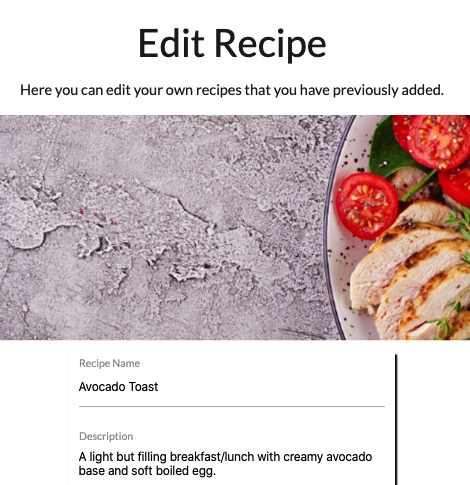 Edit Recipe
Here you can edit your own recipes that you have previously added.
Recipe Name
Avocado Toast
Description
A light but filling breakfast/lunch with creamy avocado
base and soft boiled egg.